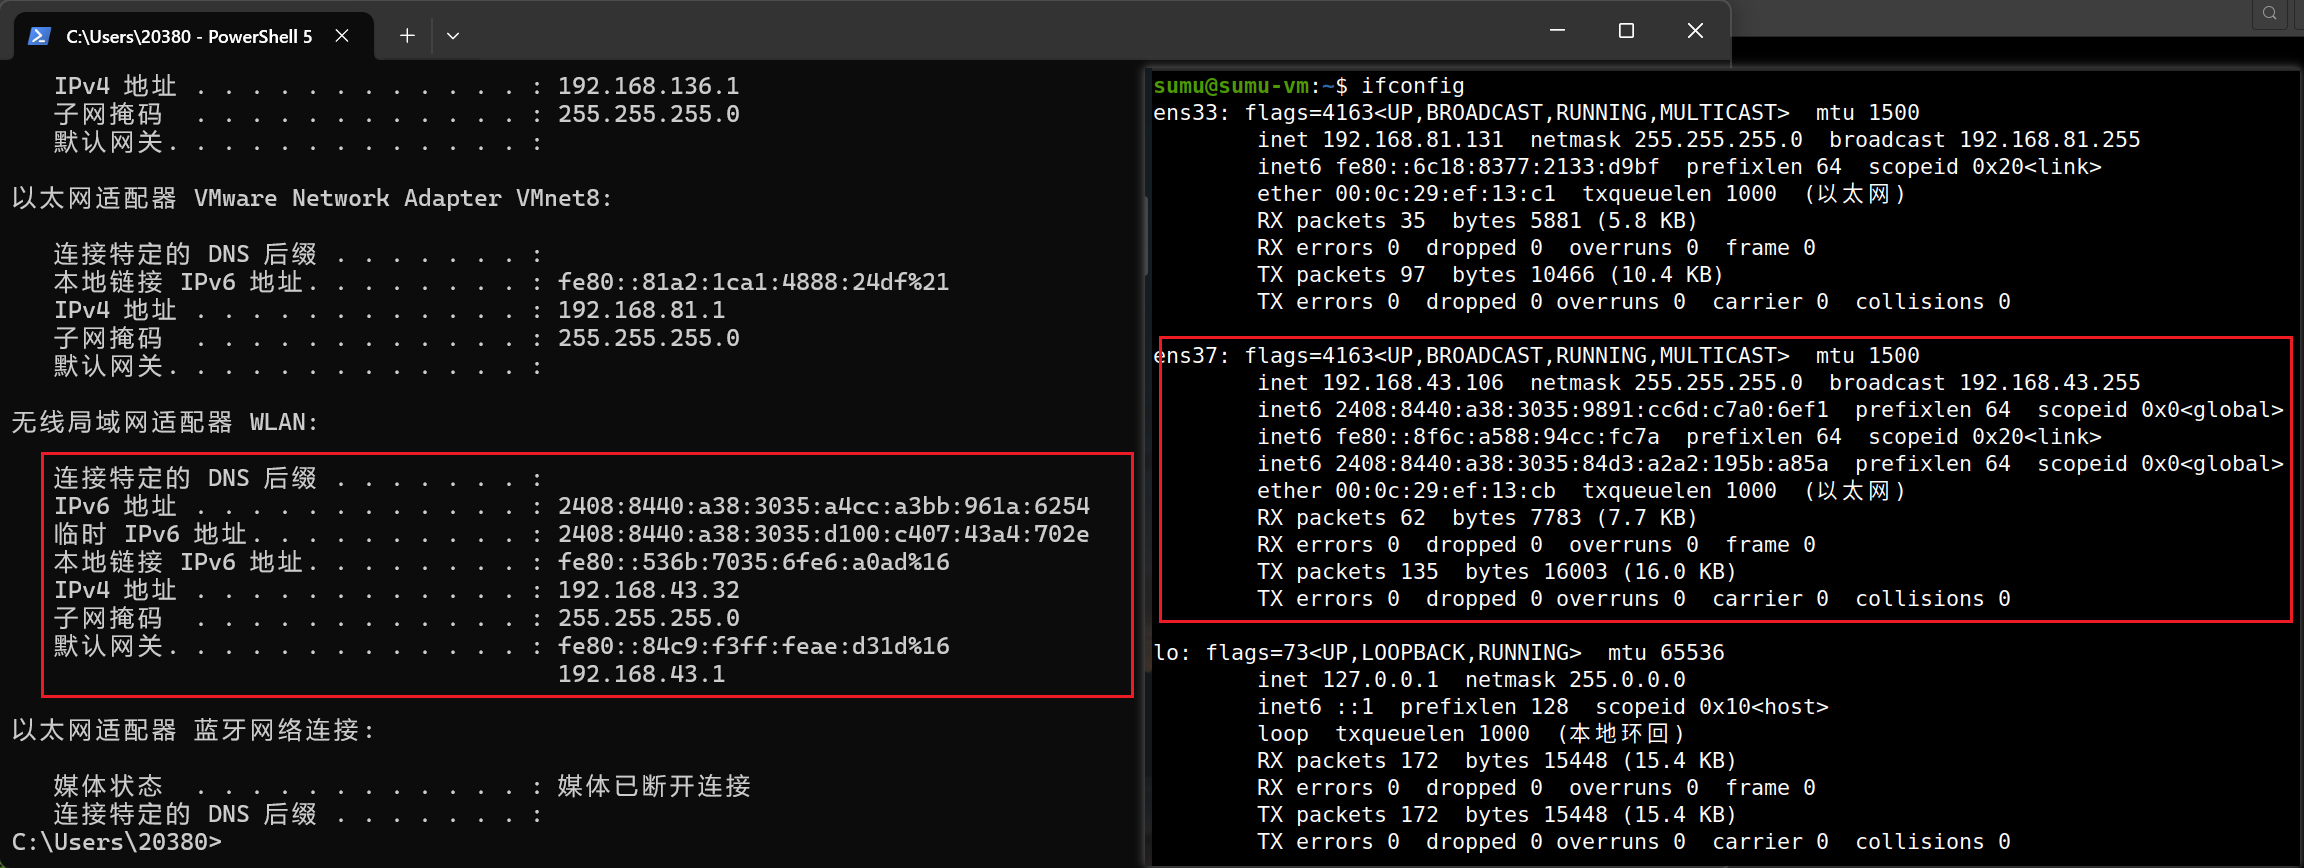 C:\Users\20380 - PowerShell 5
IPv4 地址 . . . . . . . . . . . . : 192.168.136.1
子网掩码  . . . . . . . . . . . . : 255.255.255.0
默认网关. . . . . . . . . . . . . :
以太网适配器 VMware Network Adapter VMnet8:
连接特定的 DNS 后缀 . . . . . . . :
本地链接 IPv6 地址. . . . . . . . : fe80::81a2:1ca1:4888:24df%21
IPv4 地址 . . . . . . . . . . . . : 192.168.81.1
子网掩码  . . . . . . . . . . . . : 255.255.255.0
默认网关. . . . . . . . . . . . . :
无线局域网适配器 WLAN:
连接特定的 DNS 后缀 . . . . . . . :
IPv6 地址 . . . . . . . . . . . . : 2408:8440:a38:3035:a4cc:a3bb:961a:6254
临时 IPv6 地址. . . . . . . . . . : 2408:8440:a38:3035:d100:c407:43a4:702e
本地链接 IPv6 地址. . . . . . . . : fe80::536b:7035:6fe6:a0ad%16
IPv4 地址 . . . . . . . . . . . . : 192.168.43.32
子网掩码  . . . . . . . . . . . . : 255.255.255.0
默认网关. . . . . . . . . . . . . : fe80::84c9:f3ff:feae:d31d%16
192.168.43.1
以太网适配器 蓝牙网络连接:
媒体状态  . . . . . . . . . . . . : 媒体已断开连接
连接特定的 DNS 后缀 . . . . . . . :
C:\Users\20380>
sumu@sumu-vm:~$ ifconfig
ens33: flags=4163<UP,BROADCAST,RUNNING,MULTICAST>  mtu 1500
inet 192.168.81.131  netmask 255.255.255.0  broadcast 192.168.81.255
inet6 fe80::6c18:8377:2133:d9bf  prefixlen 64  scopeid 0x20<link>
ether 00:0c:29:ef:13:c1  txqueuelen 1000  (以太网)
RX packets 35  bytes 5881 (5.8 KB)
RX errors 0  dropped 0  overruns 0  frame 0
TX packets 97  bytes 10466 (10.4 KB)
TX errors 0  dropped 0 overruns 0  carrier 0  collisions 0
ens37: flags=4163<UP,BROADCAST,RUNNING,MULTICAST>  mtu 1500
inet 192.168.43.106  netmask 255.255.255.0  broadcast 192.168.43.255
inet6 2408:8440:a38:3035:9891:cc6d:c7a0:6ef1  prefixlen 64  scopeid 0x0<global>
inet6 fe80::8f6c:a588:94cc:fc7a  prefixlen 64  scopeid 0x20<link>
inet6 2408:8440:a38:3035:84d3:a2a2:195b:a85a  prefixlen 64  scopeid 0x0<global>
ether 00:0c:29:ef:13:cb  txqueuelen 1000  (以太网)
RX packets 62  bytes 7783 (7.7 KB)
RX errors 0  dropped 0  overruns 0  frame 0
TX packets 135  bytes 16003 (16.0 KB)
TX errors 0  dropped 0 overruns 0  carrier 0  collisions 0
lo: flags=73<UP,LOOPBACK,RUNNING>  mtu 65536
inet 127.0.0.1  netmask 255.0.0.0
inet6 ::1  prefixlen 128  scopeid 0x10<host>
loop  txqueuelen 1000  (本地环回)
RX packets 172  bytes 15448 (15.4 KB)
RX errors 0  dropped 0  overruns 0  frame 0
TX packets 172  bytes 15448 (15.4 KB)
TX errors 0  dropped 0 overruns 0  carrier 0  collisions 0